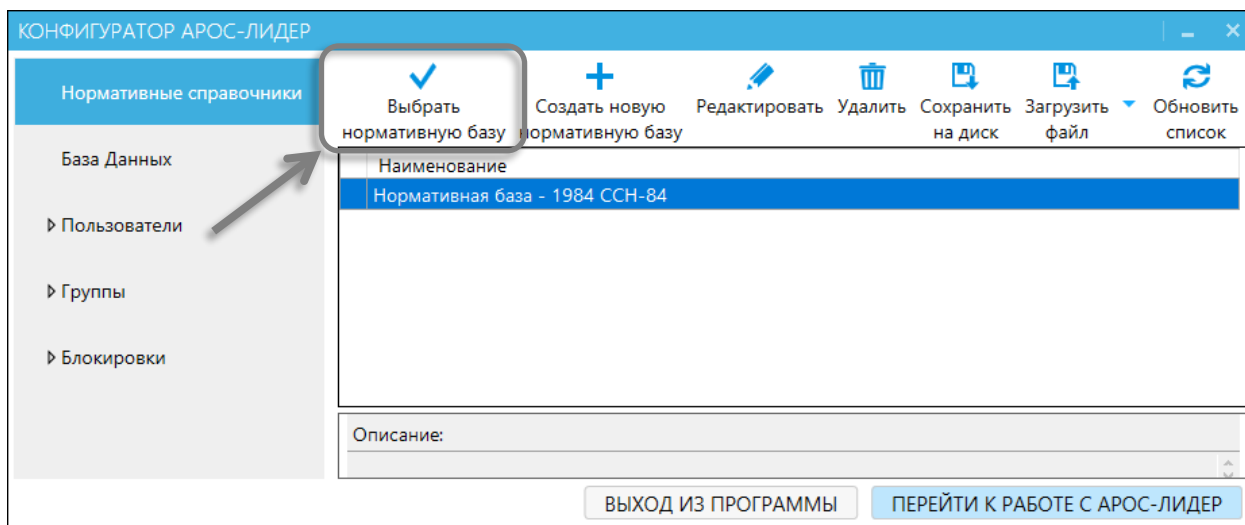 КОНФИГУРАТОР АРОС-ЛИДЕР
Нормативные справочники
База Данных
Пользователи
Группы
Блокировки
Выбрать
нормативную базу
Создать новую
нормативную базу
Редактировать
Удалить
Сохранить
на диск
Загрузить
файл
Обновить
список
Наименование
Нормативная база - 1984 ССН-84
Описание:
ВЫХОД ИЗ ПРОГРАММЫ
ПЕРЕЙТИ К РАБОТЕ С АРОС-ЛИДЕР